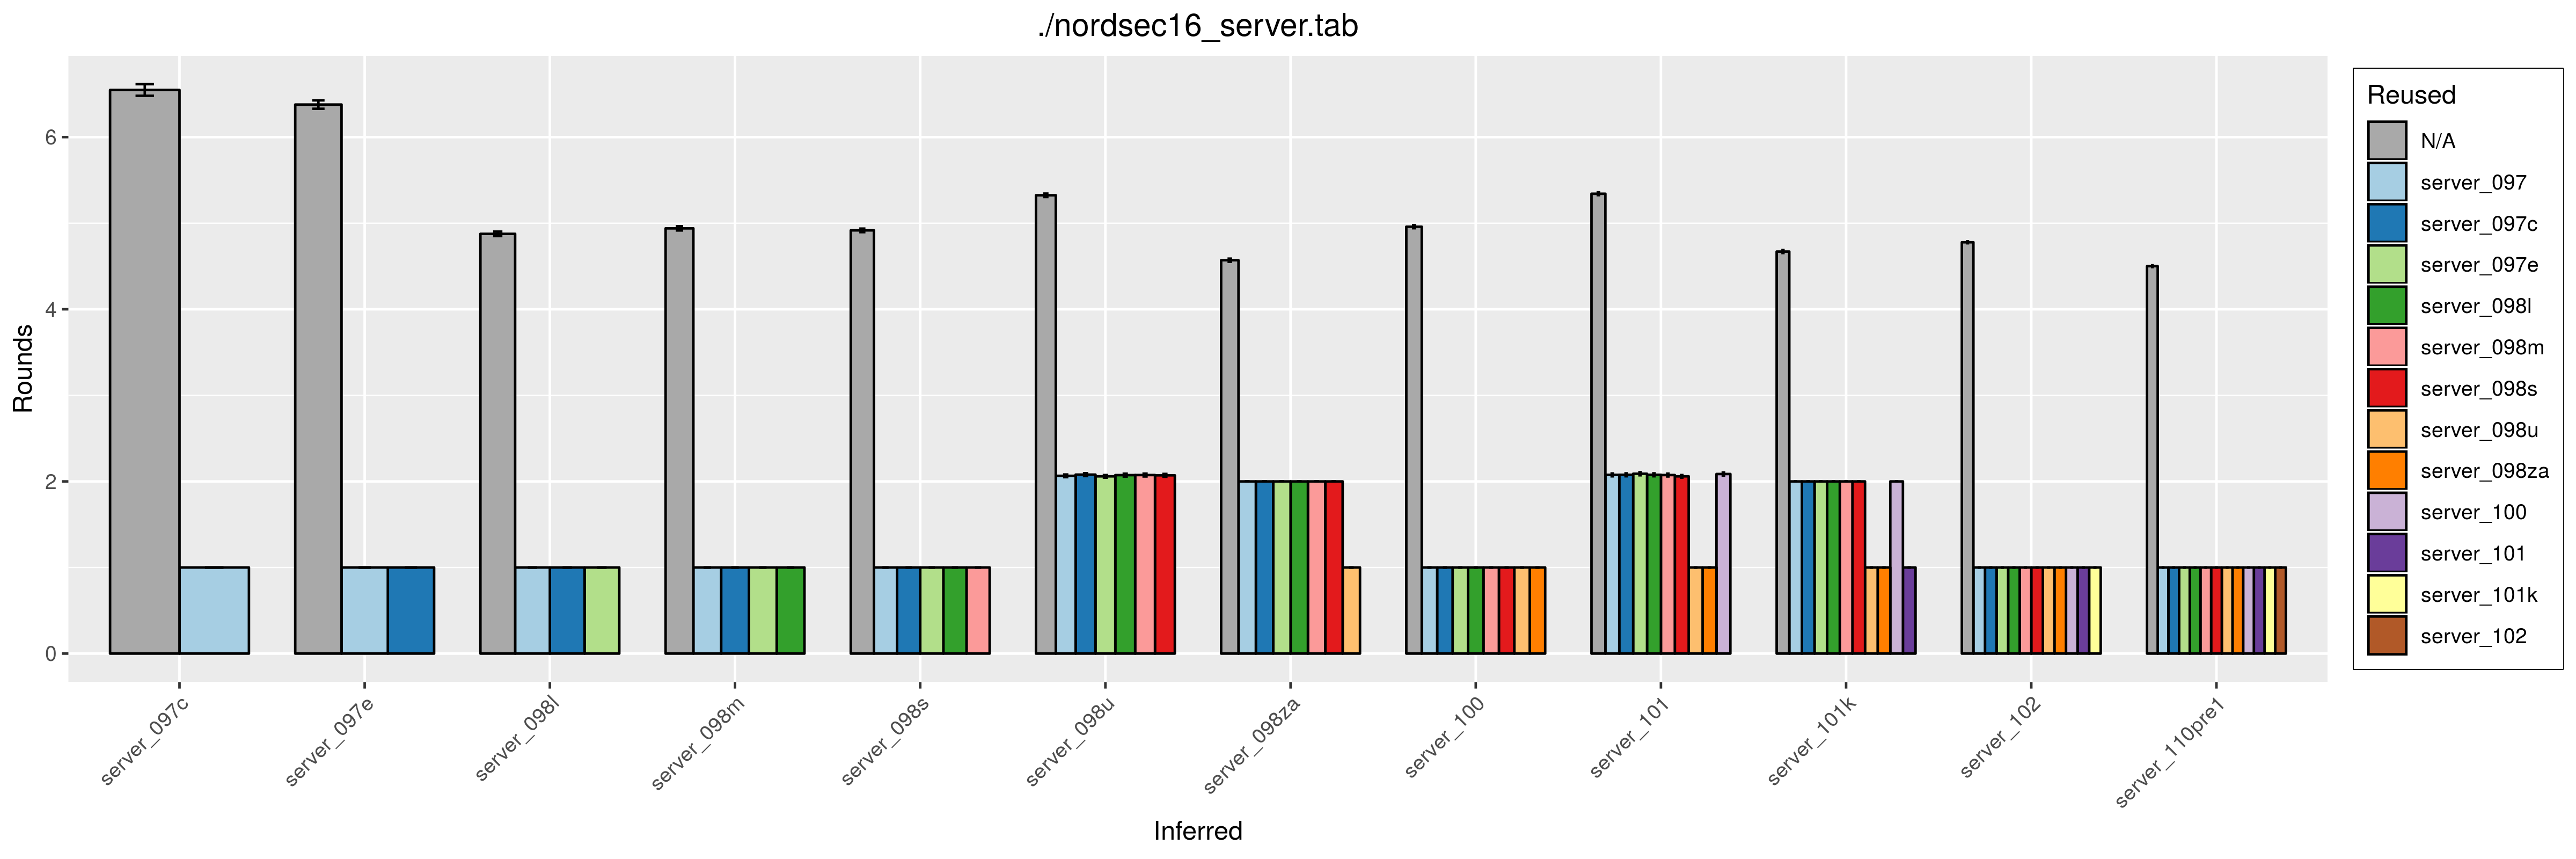 ./nordsec16_server.tab
Rounds
6
4
2
0
server_097c
server_097e
server_098l
server_098m
server_098s
server_098u
server_098za
server_100
server_101
server_101k
server_102
server_110pre1
Inferred
Reused
N/A
server_097
server_097c
server_097e
server_098l
server_098m
server_098s
server_098u
server_098za
server_100
server_101
server_101k
server_102